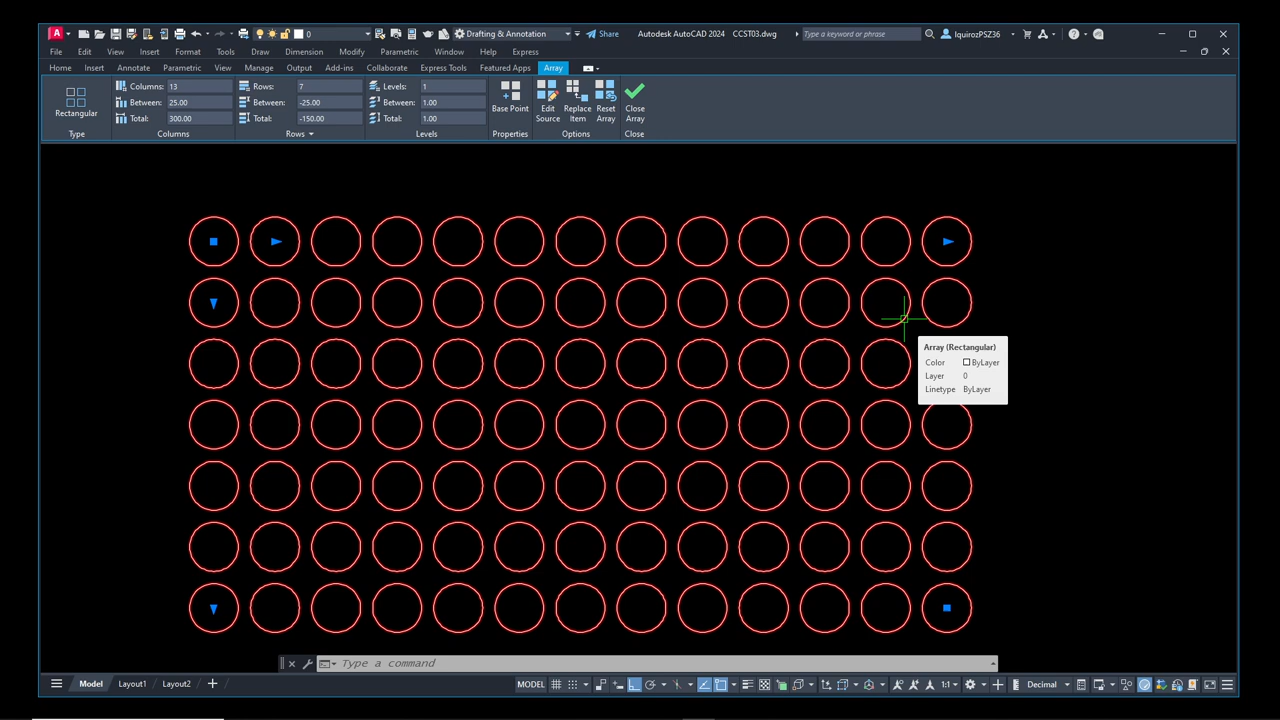 A 0 Drafting & Annotation Share Autodesk AutoCAD 2024 CCST03.dwg Type a keyword or phrase lquirozPSZ36
File Edit View Insert Format Tools Draw Dimension Modify Parametric Window Help Express
Home Insert Annotate Parametric View Manage Output Add-ins Collaborate Express Tools Featured Apps Array
Columns: 13 Rows: 7 Levels: 1
Between: 25.00 Between: -25.00 Between: 1.00
Total: 300.00 Total: -150.00 Total: 1.00
Rectangular Base Point Edit Source Replace Item Reset Array Close Array
Type Columns Rows Levels Properties Options Close
Array (Rectangular)
Color ByLayer
Layer 0
Linetype ByLayer
Type a command
Model Layout1 Layout2 + MODEL 1:1 Decimal